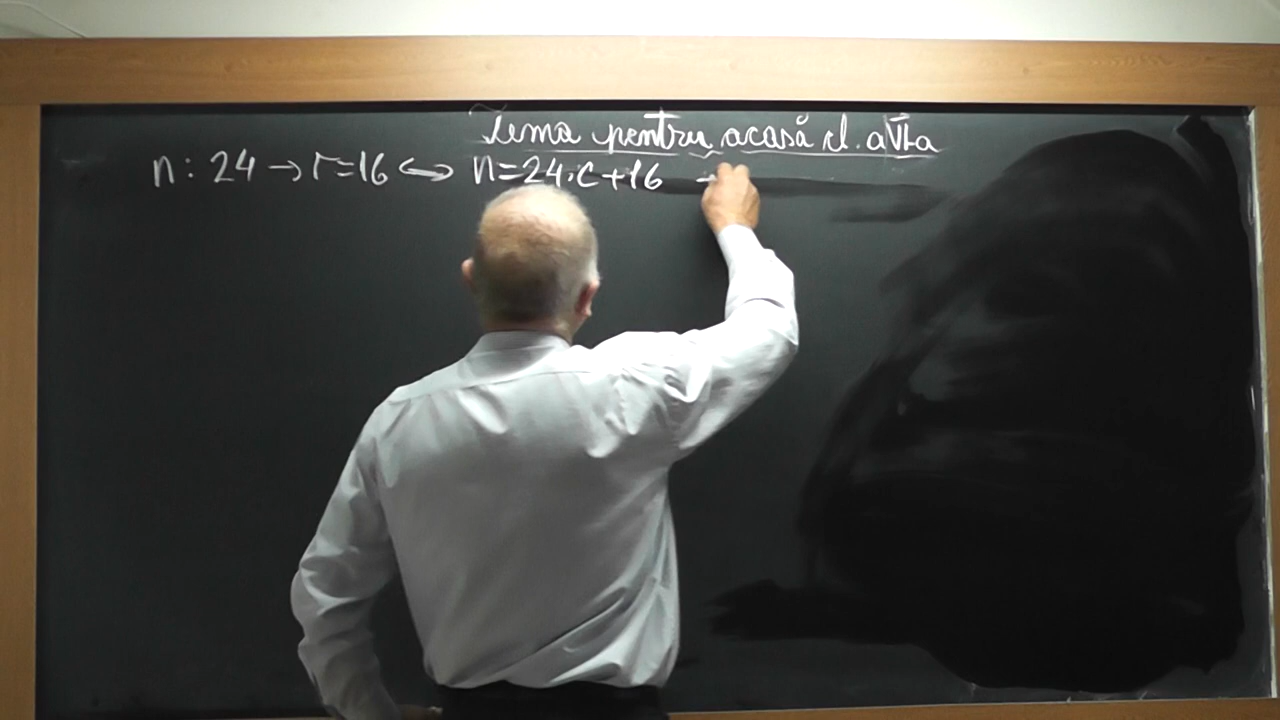 Tema pentru acasă cl. a VI-a
n : 24 → r=16 ↔ n=24·c+16 →